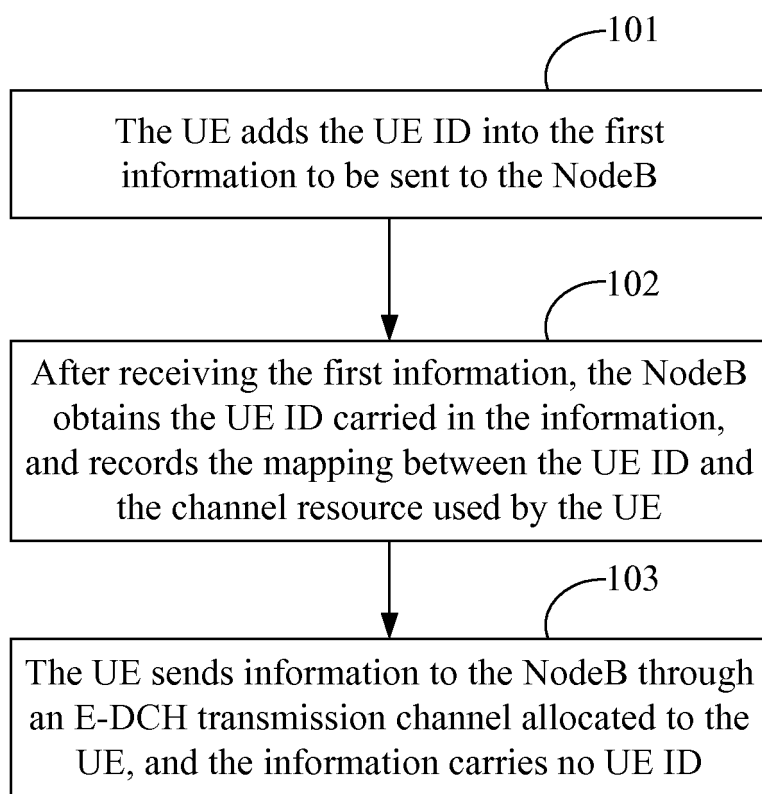 101
The UE adds the UE ID into the first
information to be sent to the NodeB
102
After receiving the first information, the NodeB
obtains the UE ID carried in the information,
and records the mapping between the UE ID and
the channel resource used by the UE
103
The UE sends information to the NodeB through
an E-DCH transmission channel allocated to the
UE, and the information carries no UE ID